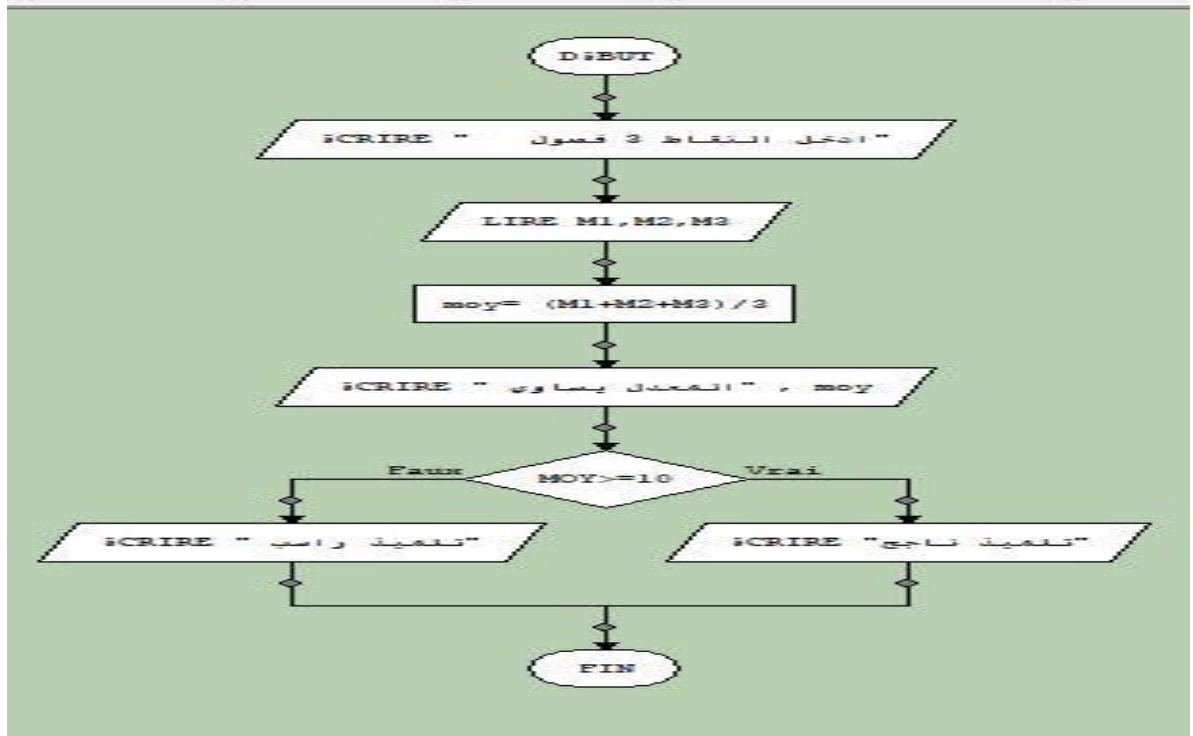 DéBUT
éCRIRE " ادخل النقاط 3 فصول"
LIRE M1,M2,M3
moy= (M1+M2+M3)/3
éCRIRE " المعدل يساوي" , moy
Faux
MOY>=10
Vrai
éCRIRE " تلميذ راسب"
éCRIRE "تلميذ ناجح"
FIN